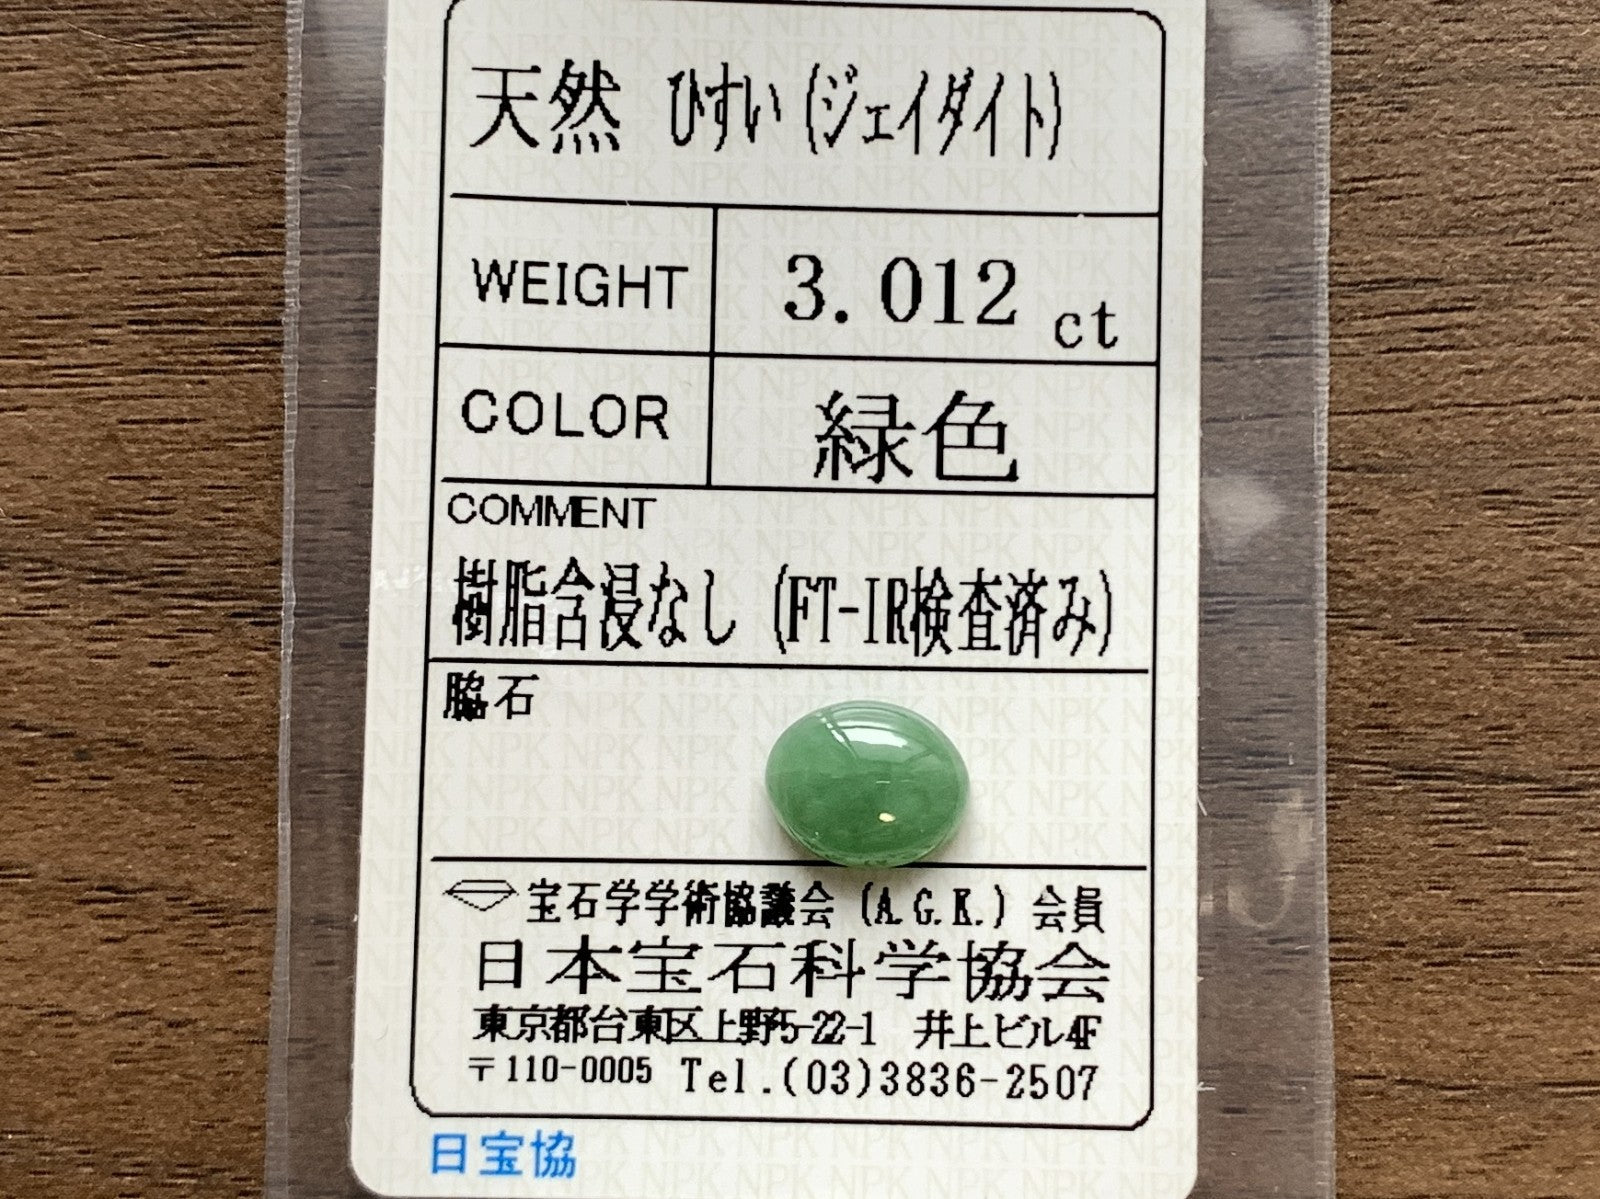 天然 ひすい (ジェイダイト)
WEIGHT 3.012 ct
COLOR 緑色
COMMENT
樹脂含浸なし (FT-IR検査済み)
脇石
宝石学学術協議会 (A.G.K.) 会員
日本宝石科学協会
東京都台東区上野5-22-1 井上ビル4F
〒110-0005 Tel.(03)3836-2507
日宝協